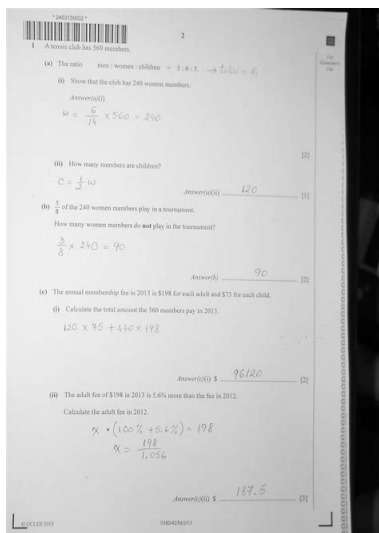 2
1 A tennis club has 560 members.
(a) The ratio men : women : children = 5 : 6 : 3. → total =
(i) Show that the club has 240 women members.
Answer(a)(i)
w = 6/14 × 560 = 240
[2]
(ii) How many members are children?
C = 1/2 w
Answer(a)(ii) 120 [1]
(b) 5/8 of the 240 women members play in a tournament.
How many women members do not play in the tournament?
3/8 × 240 = 90
Answer(b) 90 [2]
(c) The annual membership fee in 2013 is $198 for each adult and $75 for each child.
(i) Calculate the total amount the 560 members pay in 2013.
120 × 75 + 440 × 198
Answer(c)(i) $ 96120 [2]
(ii) The adult fee of $198 in 2013 is 5.6% more than the fee in 2012.
Calculate the adult fee in 2012.
x · (100% + 5.6%) = 198
x = 198/1.056
Answer(c)(ii) $ 187.5 [3]
© UCLES 2013